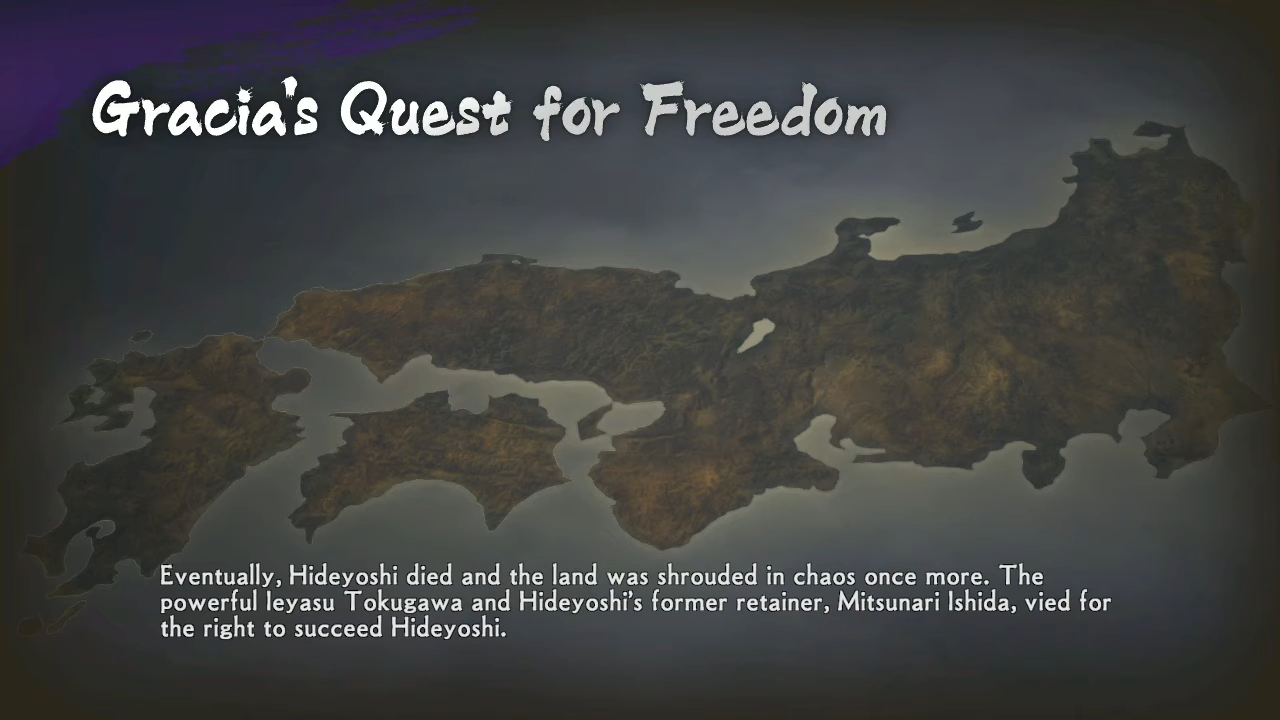 Gracia's Quest for Freedom
Eventually, Hideyoshi died and the land was shrouded in chaos once more. The
powerful Ieyasu Tokugawa and Hideyoshi's former retainer, Mitsunari Ishida, vied for
the right to succeed Hideyoshi.